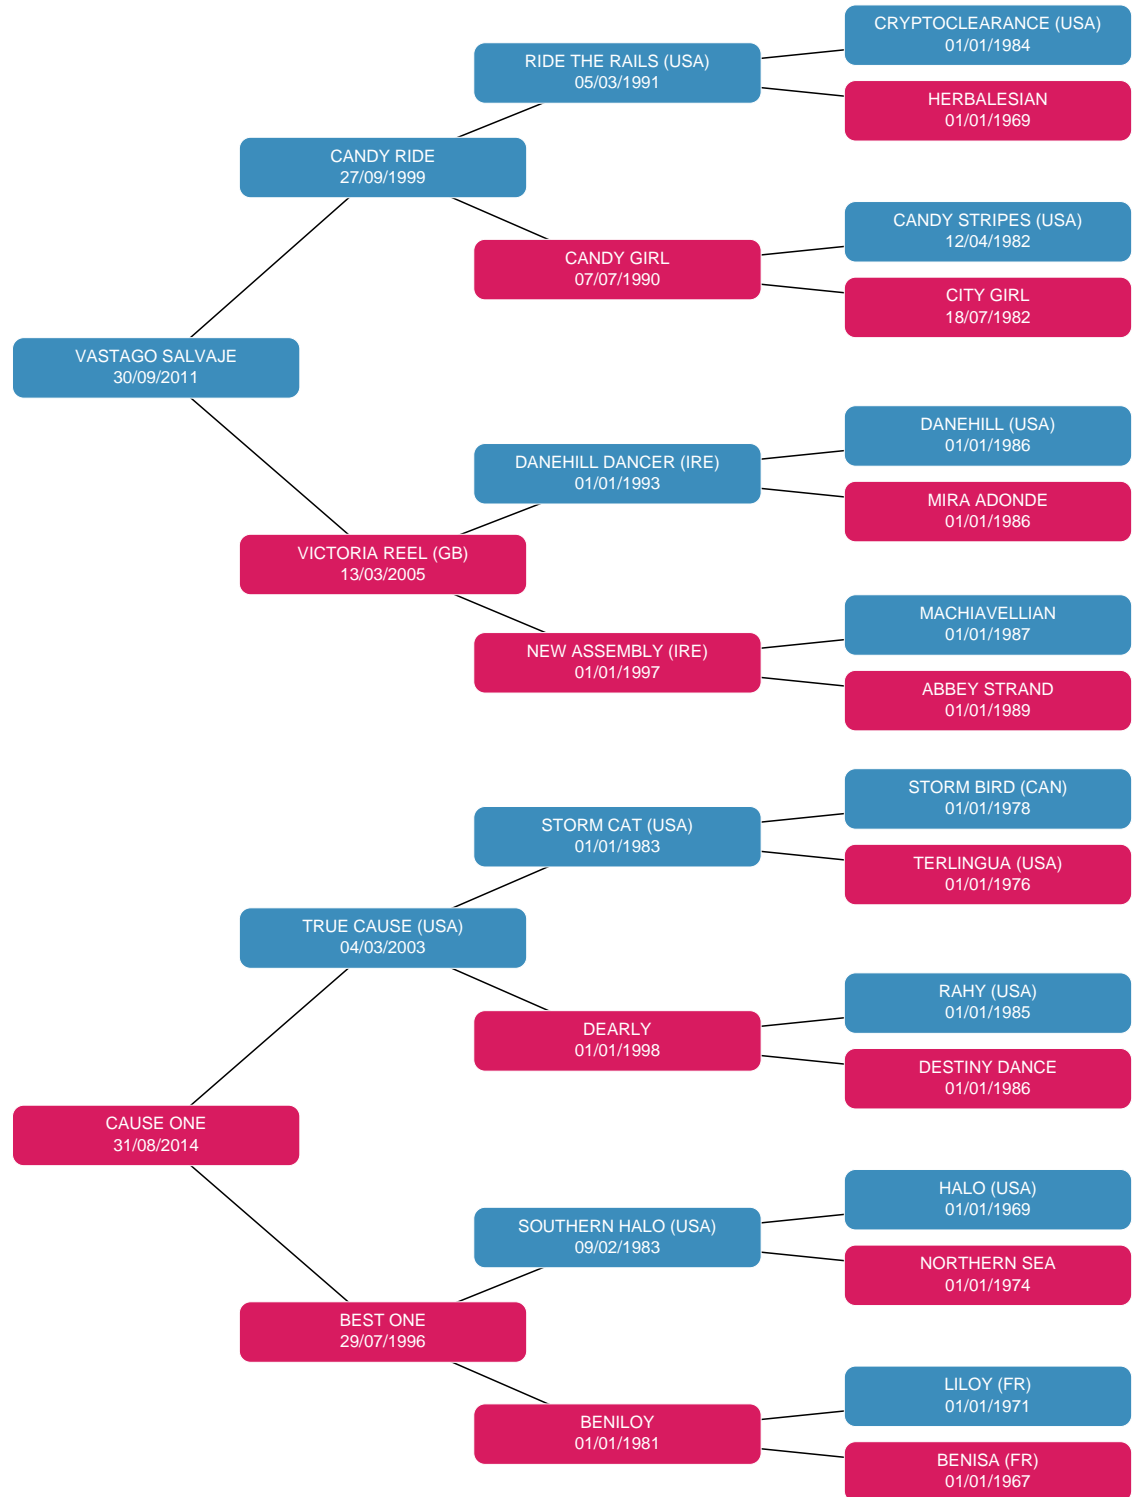 CRYPTOCLEARANCE (USA)
01/01/1984
RIDE THE RAILS (USA)
05/03/1991
HERBALESIAN
01/01/1969
CANDY RIDE
27/09/1999
CANDY STRIPES (USA)
12/04/1982
CANDY GIRL
07/07/1990
CITY GIRL
18/07/1982
VASTAGO SALVAJE
30/09/2011
DANEHILL (USA)
01/01/1986
DANEHILL DANCER (IRE)
01/01/1993
MIRA ADONDE
01/01/1986
VICTORIA REEL (GB)
13/03/2005
MACHIAVELLIAN
01/01/1987
NEW ASSEMBLY (IRE)
01/01/1997
ABBEY STRAND
01/01/1989
STORM BIRD (CAN)
01/01/1978
STORM CAT (USA)
01/01/1983
TERLINGUA (USA)
01/01/1976
TRUE CAUSE (USA)
04/03/2003
RAHY (USA)
01/01/1985
DEARLY
01/01/1998
DESTINY DANCE
01/01/1986
CAUSE ONE
31/08/2014
HALO (USA)
01/01/1969
SOUTHERN HALO (USA)
09/02/1983
NORTHERN SEA
01/01/1974
BEST ONE
29/07/1996
LILOY (FR)
01/01/1971
BENILOY
01/01/1981
BENISA (FR)
01/01/1967